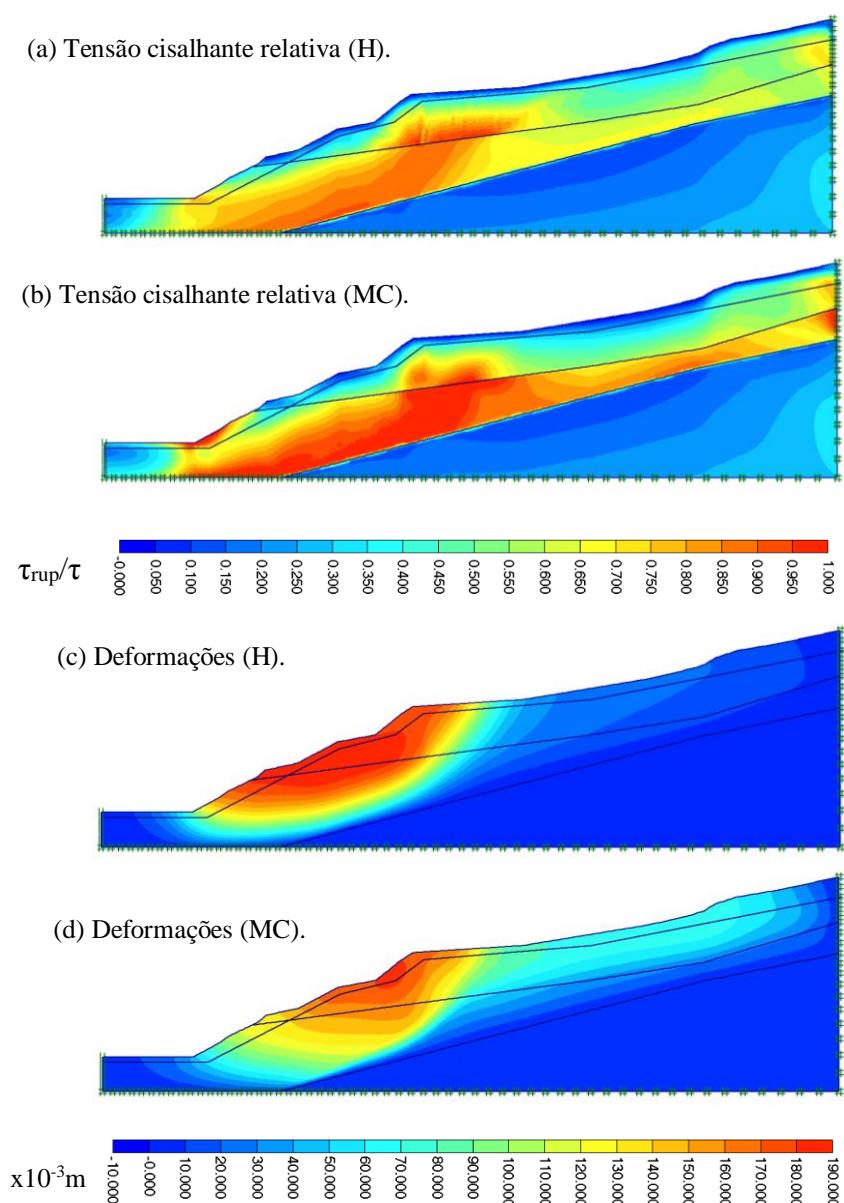 (a) Tensão cisalhante relativa (H).
(b) Tensão cisalhante relativa (MC).
τrup/τ
-0.000 0.050 0.100 0.150 0.200 0.250 0.300 0.350 0.400 0.450 0.500 0.550 0.600 0.650 0.700 0.750 0.800 0.850 0.900 0.950 1.000
(c) Deformações (H).
(d) Deformações (MC).
x10-3m
-10.000 -0.000 10.000 20.000 30.000 40.000 50.000 60.000 70.000 80.000 90.000 100.000 110.000 120.000 130.000 140.000 150.000 160.000 170.000 180.000 190.000